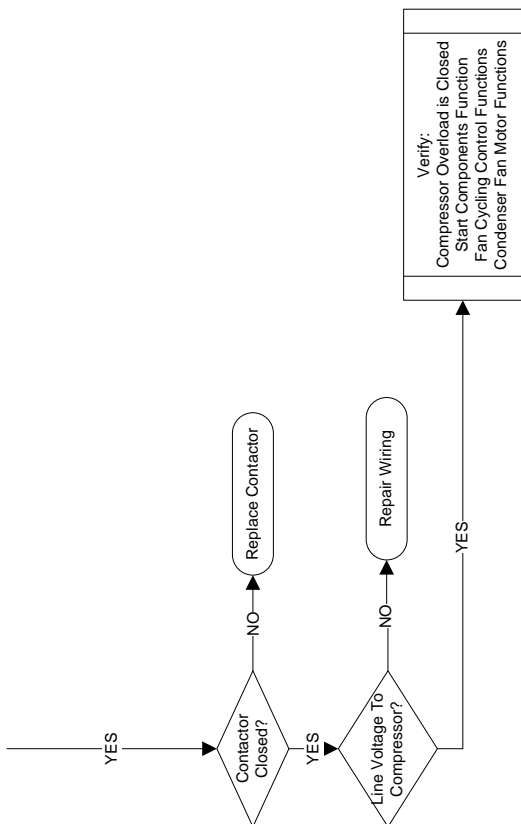 YES
Contactor
Closed?
NO
Replace Contactor
YES
Line Voltage To
Compressor?
NO
Repair Wiring
YES
Verify:
Compressor Overload is Closed
Start Components Function
Fan Cycling Control Functions
Condenser Fan Motor Functions